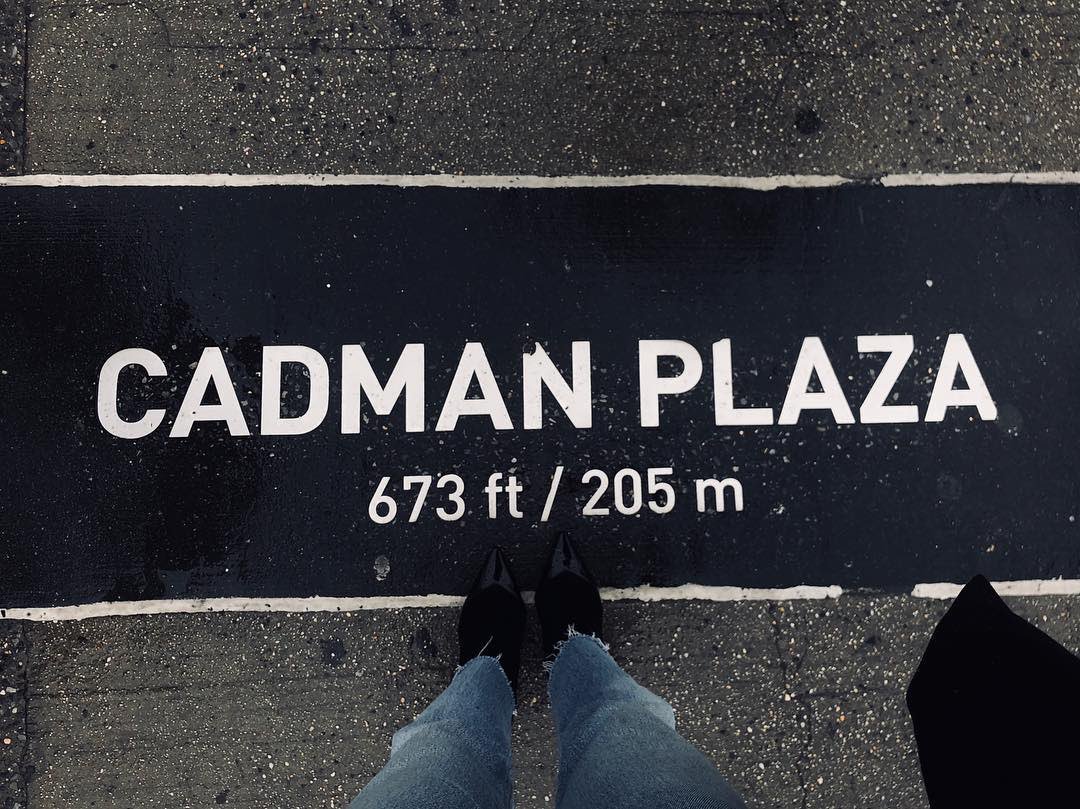 CADMAN PLAZA
673 ft / 205 m